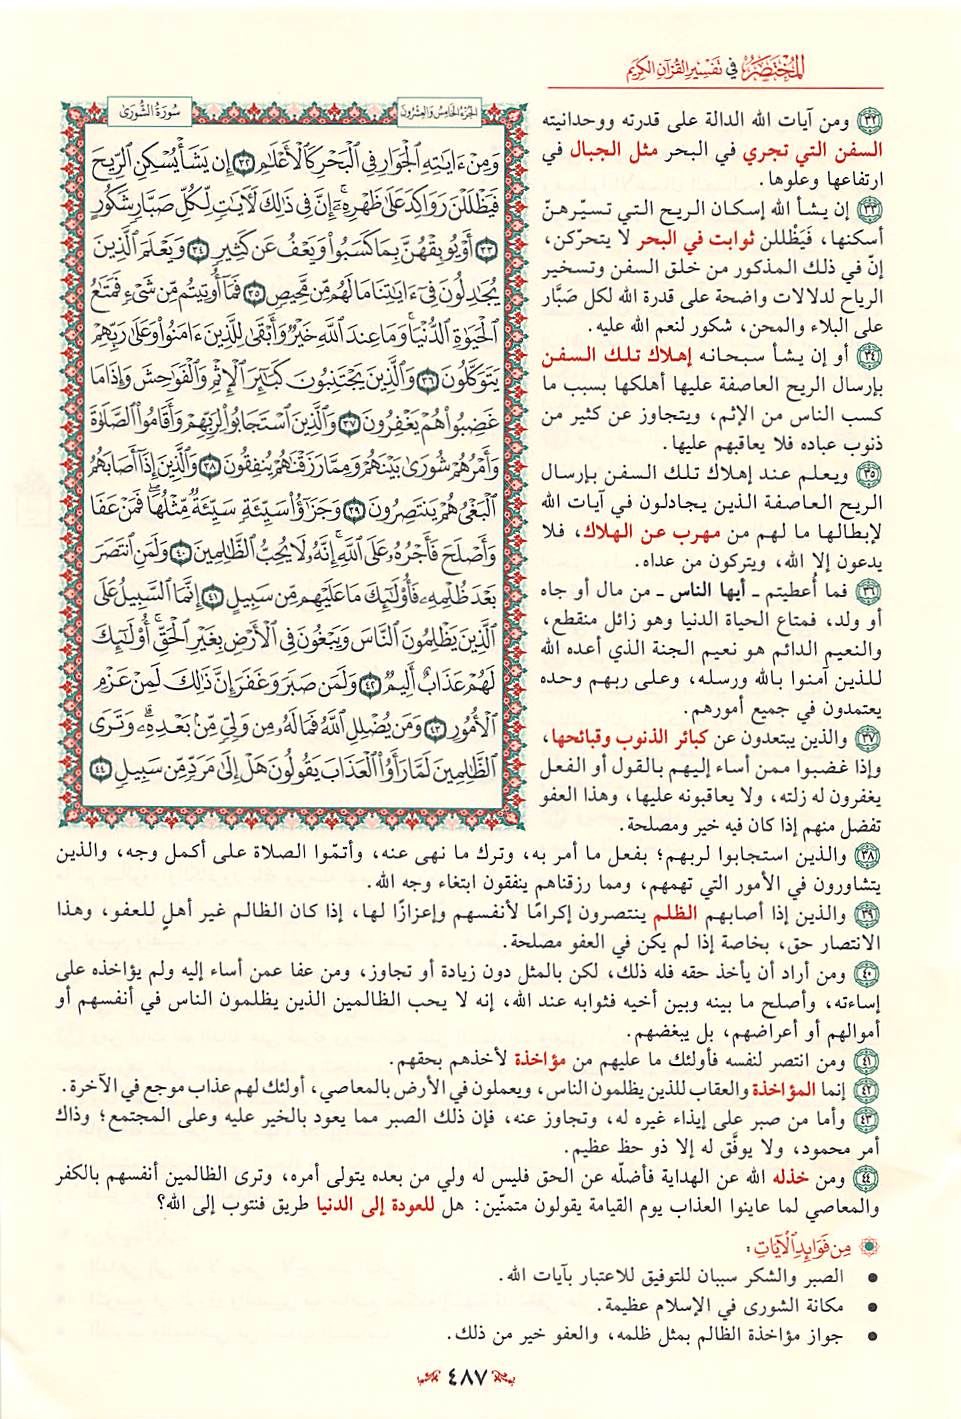 المختصر في تفسير القرآن الكريم
سورة الشورى
الجزء الخامس والعشرون
وَمِنْ ءَايَٰتِهِ ٱلْجَوَارِ فِى ٱلْبَحْرِ كَٱلْأَعْلَٰمِ ٣٢ إِن يَشَأْ يُسْكِنِ ٱلرِّيحَ
فَيَظْلَلْنَ رَوَاكِدَ عَلَىٰ ظَهْرِهِۦٓ ۚ إِنَّ فِى ذَٰلِكَ لَءَايَٰتٍ لِّكُلِّ صَبَّارٍ شَكُورٍ
٣٣ أَوْ يُوبِقْهُنَّ بِمَا كَسَبُوا۟ وَيَعْفُ عَن كَثِيرٍ ٣٤ وَيَعْلَمَ ٱلَّذِينَ
يُجَٰدِلُونَ فِىٓ ءَايَٰتِنَا مَا لَهُم مِّن مَّحِيصٍ ٣٥ فَمَآ أُوتِيتُم مِّن شَىْءٍ فَمَتَٰعُ
ٱلْحَيَوٰةِ ٱلدُّنْيَا ۖ وَمَا عِندَ ٱللَّهِ خَيْرٌ وَأَبْقَىٰ لِلَّذِينَ ءَامَنُوا۟ وَعَلَىٰ رَبِّهِمْ
يَتَوَكَّلُونَ ٣٦ وَٱلَّذِينَ يَجْتَنِبُونَ كَبَٰٓئِرَ ٱلْإِثْمِ وَٱلْفَوَٰحِشَ وَإِذَا مَا
غَضِبُوا۟ هُمْ يَغْفِرُونَ ٣٧ وَٱلَّذِينَ ٱسْتَجَابُوا۟ لِرَبِّهِمْ وَأَقَامُوا۟ ٱلصَّلَوٰةَ
وَأَمْرُهُمْ شُورَىٰ بَيْنَهُمْ وَمِمَّا رَزَقْنَٰهُمْ يُنفِقُونَ ٣٨ وَٱلَّذِينَ إِذَآ أَصَابَهُمُ
ٱلْبَغْىُ هُمْ يَنتَصِرُونَ ٣٩ وَجَزَٰٓؤُا۟ سَيِّئَةٍ سَيِّئَةٌ مِّثْلُهَا ۖ فَمَنْ عَفَا
وَأَصْلَحَ فَأَجْرُهُۥ عَلَى ٱللَّهِ ۚ إِنَّهُۥ لَا يُحِبُّ ٱلظَّٰلِمِينَ ٤٠ وَلَمَنِ ٱنتَصَرَ
بَعْدَ ظُلْمِهِۦ فَأُو۟لَٰٓئِكَ مَا عَلَيْهِم مِّن سَبِيلٍ ٤١ إِنَّمَا ٱلسَّبِيلُ عَلَى
ٱلَّذِينَ يَظْلِمُونَ ٱلنَّاسَ وَيَبْغُونَ فِى ٱلْأَرْضِ بِغَيْرِ ٱلْحَقِّ ۚ أُو۟لَٰٓئِكَ
لَهُمْ عَذَابٌ أَلِيمٌ ٤٢ وَلَمَن صَبَرَ وَغَفَرَ إِنَّ ذَٰلِكَ لَمِنْ عَزْمِ
ٱلْأُمُورِ ٤٣ وَمَن يُضْلِلِ ٱللَّهُ فَمَا لَهُۥ مِن وَلِىٍّ مِّنۢ بَعْدِهِۦ ۗ وَتَرَى
ٱلظَّٰلِمِينَ لَمَّا رَأَوُا۟ ٱلْعَذَابَ يَقُولُونَ هَلْ إِلَىٰ مَرَدٍّ مِّن سَبِيلٍ ٤٤
٣٢ ومن آيات الله الدالة على قدرته ووحدانيته
السفن التي تجري في البحر مثل الجبال في
ارتفاعها وعلوها.
٣٣ إن يشأ الله إسكان الريح التي تسيّرهنّ
أسكنها، فَيَظْللن ثوابت في البحر لا يتحرّكن،
إنّ في ذلك المذكور من خلق السفن وتسخير
الرياح لدلالات واضحة على قدرة الله لكل صَبَّار
على البلاء والمحن، شكور لنعم الله عليه.
٣٤ أو إن يشأ سبحانه إهلاك تلك السفن
بإرسال الريح العاصفة عليها أهلكها بسبب ما
كسب الناس من الإثم، ويتجاوز عن كثير من
ذنوب عباده فلا يعاقبهم عليها.
٣٥ ويعلم عند إهلاك تلك السفن بإرسال
الريح العاصفة الذين يجادلون في آيات الله
لإبطالها ما لهم من مهرب عن الهلاك، فلا
يدعون إلا الله، ويتركون من عداه.
٣٦ فما أُعطيتم ـ أيها الناس ـ من مال أو جاه
أو ولد، فمتاع الحياة الدنيا وهو زائل منقطع،
والنعيم الدائم هو نعيم الجنة الذي أعده الله
للذين آمنوا بالله ورسله، وعلى ربهم وحده
يعتمدون في جميع أمورهم.
٣٧ والذين يبتعدون عن كبائر الذنوب وقبائحها،
وإذا غضبوا ممن أساء إليهم بالقول أو الفعل
يغفرون له زلته، ولا يعاقبونه عليها، وهذا العفو
تفضل منهم إذا كان فيه خير ومصلحة.
٣٨ والذين استجابوا لربهم؛ بفعل ما أمر به، وترك ما نهى عنه، وأتمّوا الصلاة على أكمل وجه، والذين
يتشاورون في الأمور التي تهمهم، ومما رزقناهم ينفقون ابتغاء وجه الله.
٣٩ والذين إذا أصابهم الظلم ينتصرون إكرامًا لأنفسهم وإعزازًا لها، إذا كان الظالم غير أهلٍ للعفو، وهذا
الانتصار حق، بخاصة إذا لم يكن في العفو مصلحة.
٤٠ ومن أراد أن يأخذ حقه فله ذلك، لكن بالمثل دون زيادة أو تجاوز، ومن عفا عمن أساء إليه ولم يؤاخذه على
إساءته، وأصلح ما بينه وبين أخيه فثوابه عند الله، إنه لا يحب الظالمين الذين يظلمون الناس في أنفسهم أو
أموالهم أو أعراضهم، بل يبغضهم.
٤١ ومن انتصر لنفسه فأولئك ما عليهم من مؤاخذة لأخذهم بحقهم.
٤٢ إنما المؤاخذة والعقاب للذين يظلمون الناس، ويعملون في الأرض بالمعاصي، أولئك لهم عذاب موجع في الآخرة.
٤٣ وأما من صبر على إيذاء غيره له، وتجاوز عنه، فإن ذلك الصبر مما يعود بالخير عليه وعلى المجتمع؛ وذاك
أمر محمود، ولا يوفَّق له إلا ذو حظ عظيم.
٤٤ ومن خذله الله عن الهداية فأضلّه عن الحق فليس له ولي من بعده يتولى أمره، وترى الظالمين أنفسهم بالكفر
والمعاصي لما عاينوا العذاب يوم القيامة يقولون متمنّين: هل للعودة إلى الدنيا طريق فنتوب إلى الله؟
من فوائد الآيات:
• الصبر والشكر سببان للتوفيق للاعتبار بآيات الله.
• مكانة الشورى في الإسلام عظيمة.
• جواز مؤاخذة الظالم بمثل ظلمه، والعفو خير من ذلك.
٤٨٧